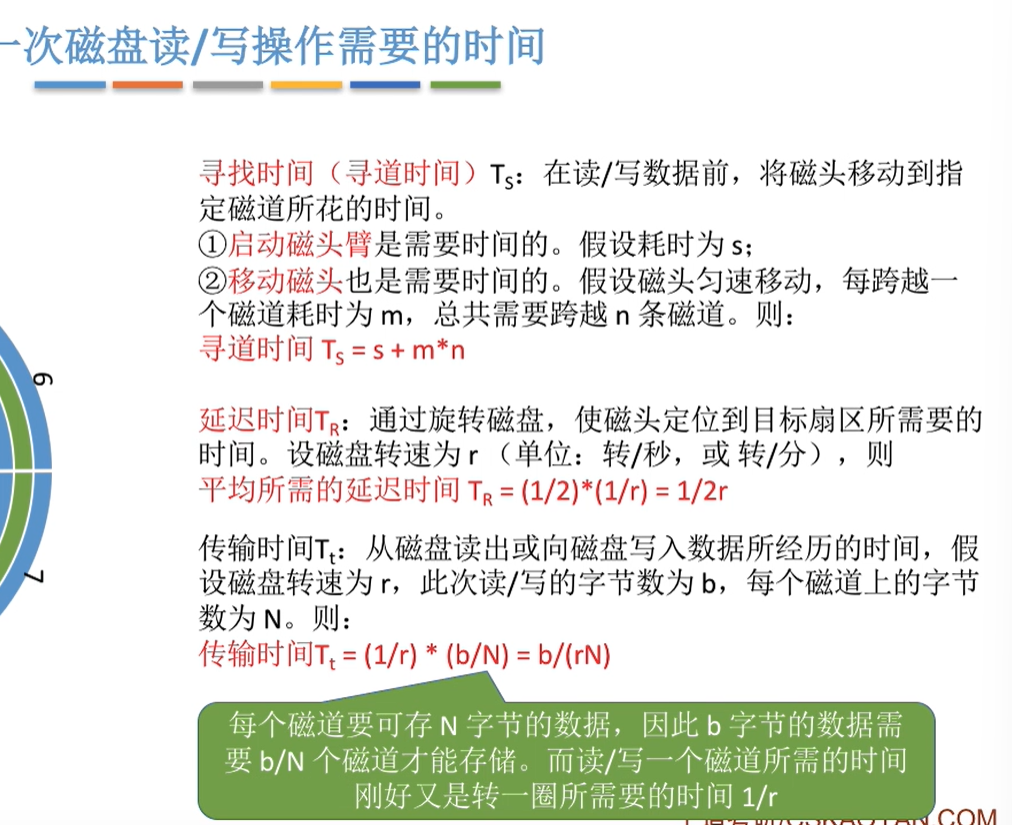 一次磁盘读/写操作需要的时间
寻找时间（寻道时间）TS：在读/写数据前，将磁头移动到指
定磁道所花的时间。
①启动磁头臂是需要时间的。假设耗时为 s；
②移动磁头也是需要时间的。假设磁头匀速移动，每跨越一
个磁道耗时为 m，总共需要跨越 n 条磁道。则：
寻道时间 TS = s + m*n
6
延迟时间TR：通过旋转磁盘，使磁头定位到目标扇区所需要的
时间。设磁盘转速为 r （单位：转/秒，或 转/分），则
平均所需的延迟时间 TR = (1/2)*(1/r) = 1/2r
7
传输时间Tt：从磁盘读出或向磁盘写入数据所经历的时间，假
设磁盘转速为 r，此次读/写的字节数为 b，每个磁道上的字节
数为 N。则：
传输时间Tt = (1/r) * (b/N) = b/(rN)
每个磁道要可存 N 字节的数据，因此 b 字节的数据需
要 b/N 个磁道才能存储。而读/写一个磁道所需的时间
刚好又是转一圈所需要的时间 1/r